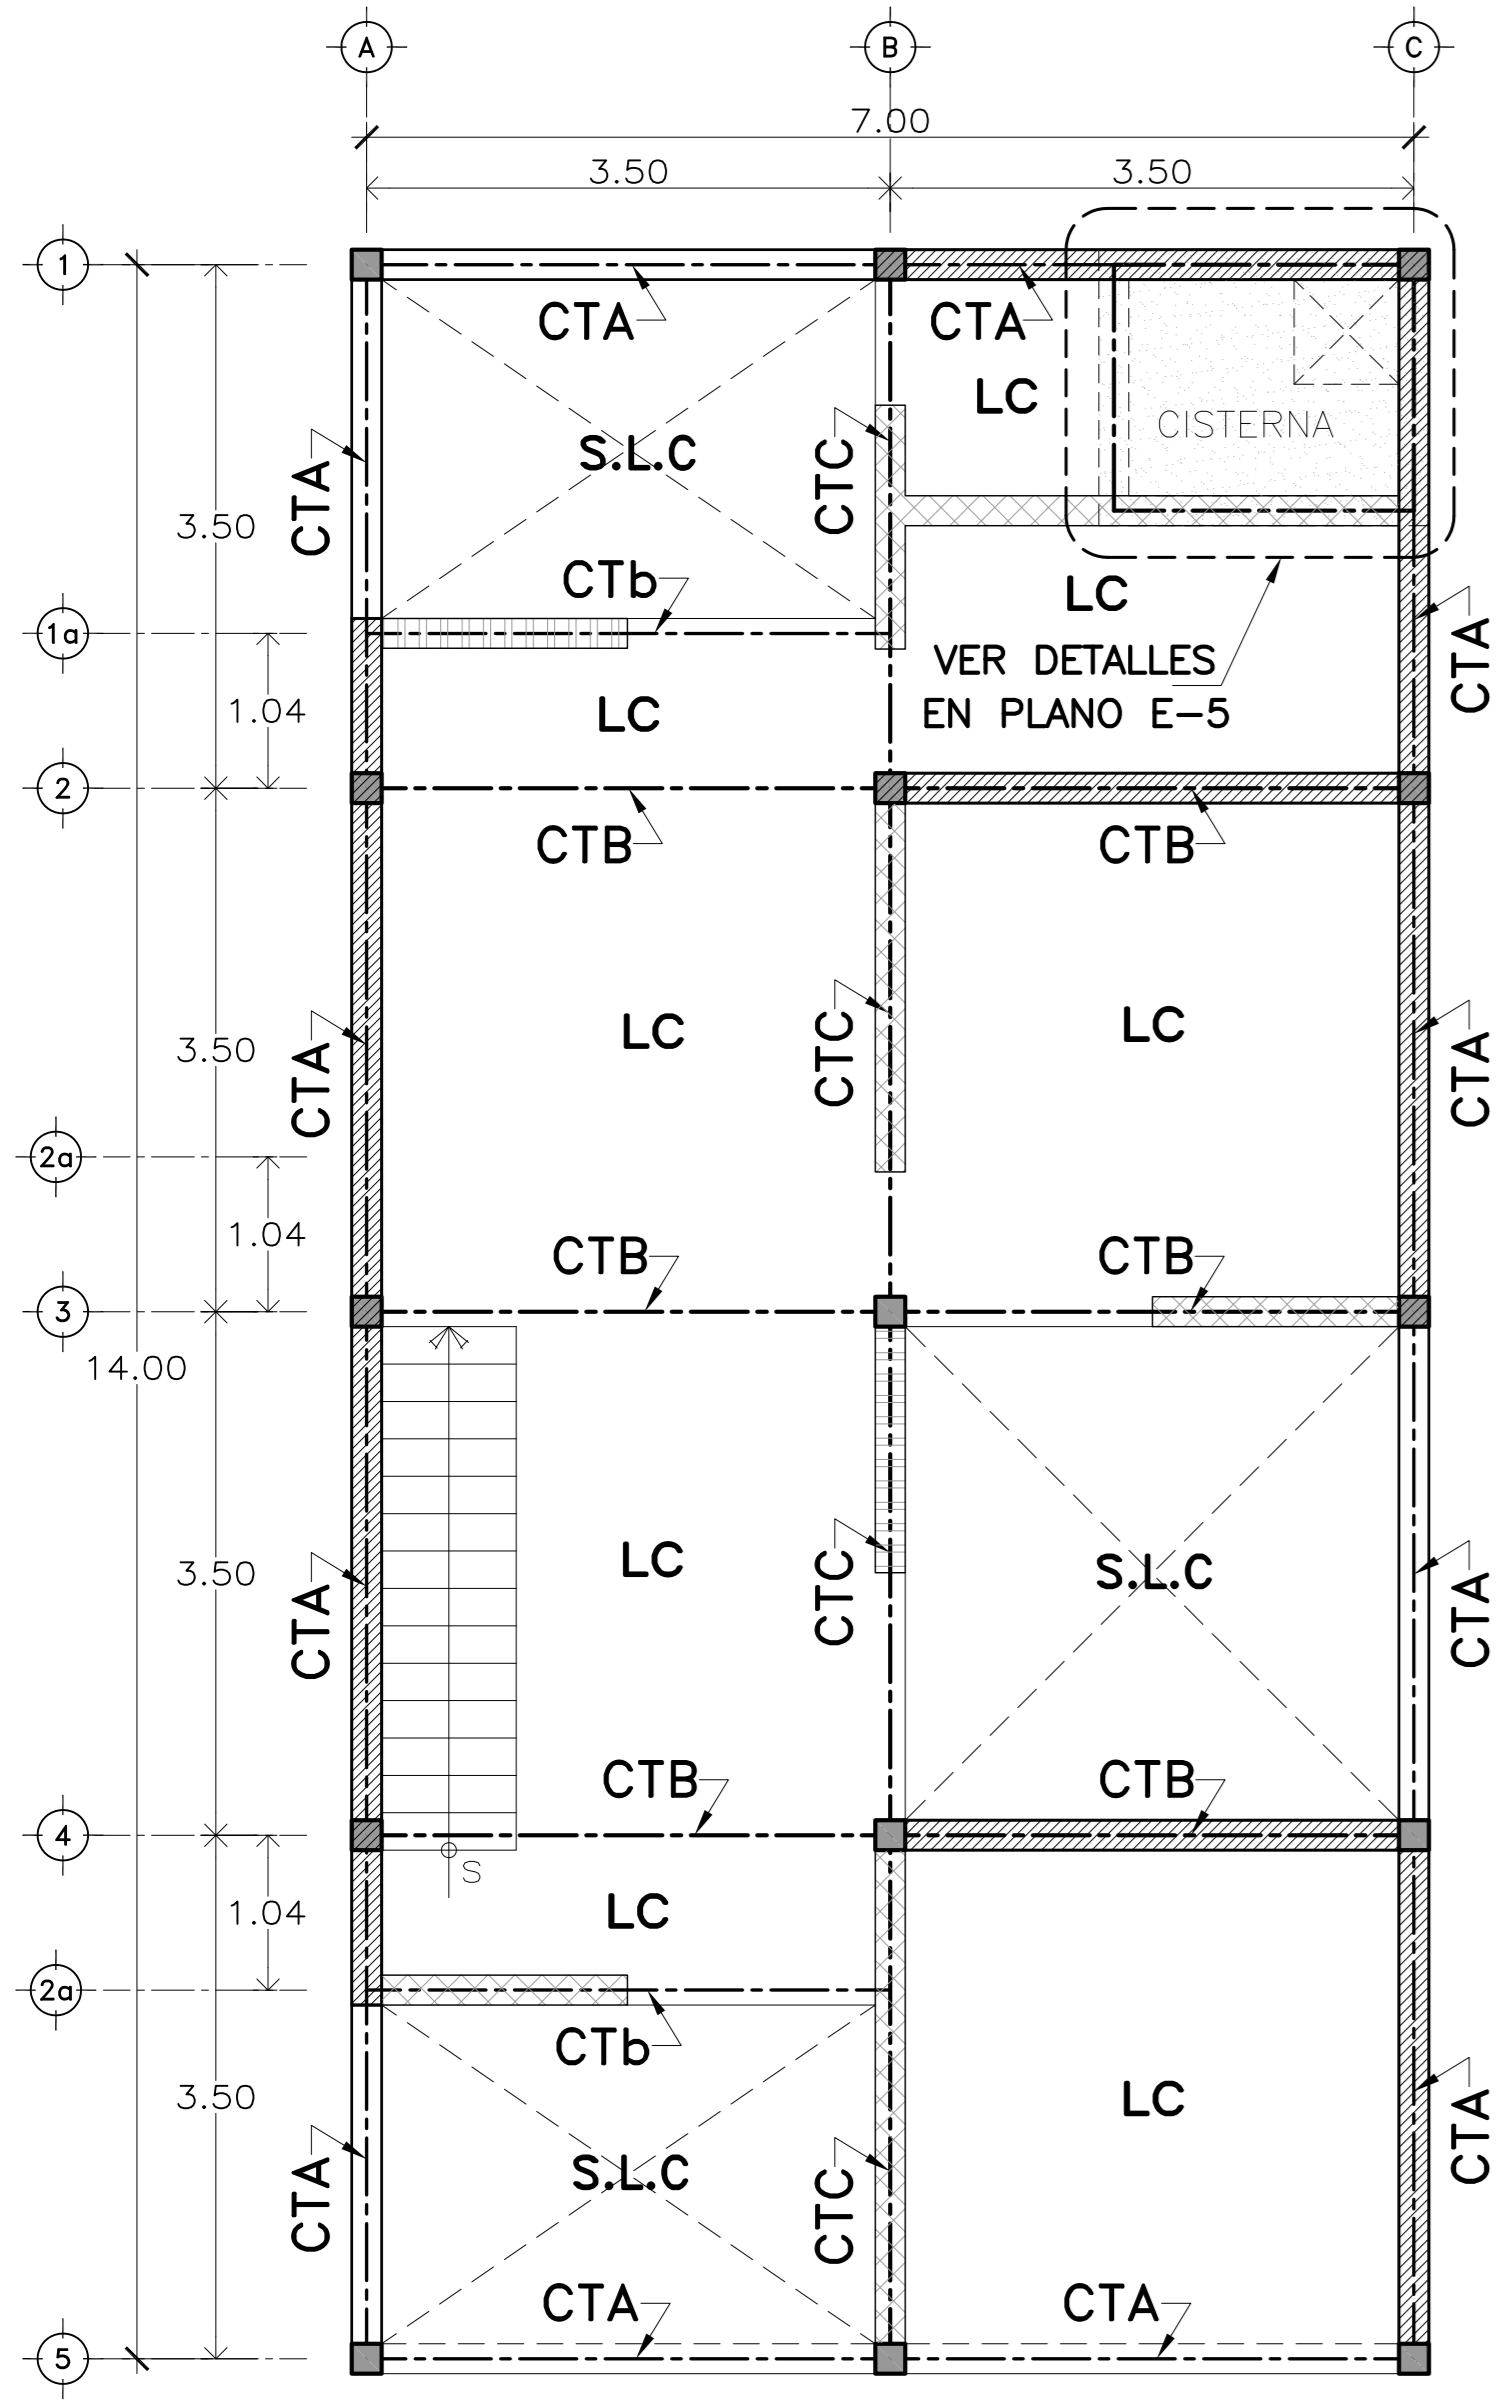 A
B
C
7.00
3.50
3.50
1
CTA
CTA
LC
CISTERNA
S.L.C
CTC
CTA
3.50
CTb
LC
1a
CTA
VER DETALLES
EN PLANO E-5
1.04
LC
2
CTB
CTB
LC
LC
3.50
CTA
CTC
CTA
2a
1.04
CTB
CTB
3
14.00
LC
S.L.C
3.50
CTA
CTC
CTA
CTB
CTB
4
S
1.04
LC
2a
CTb
3.50
LC
CTA
S.L.C
CTC
CTA
CTA
CTA
5